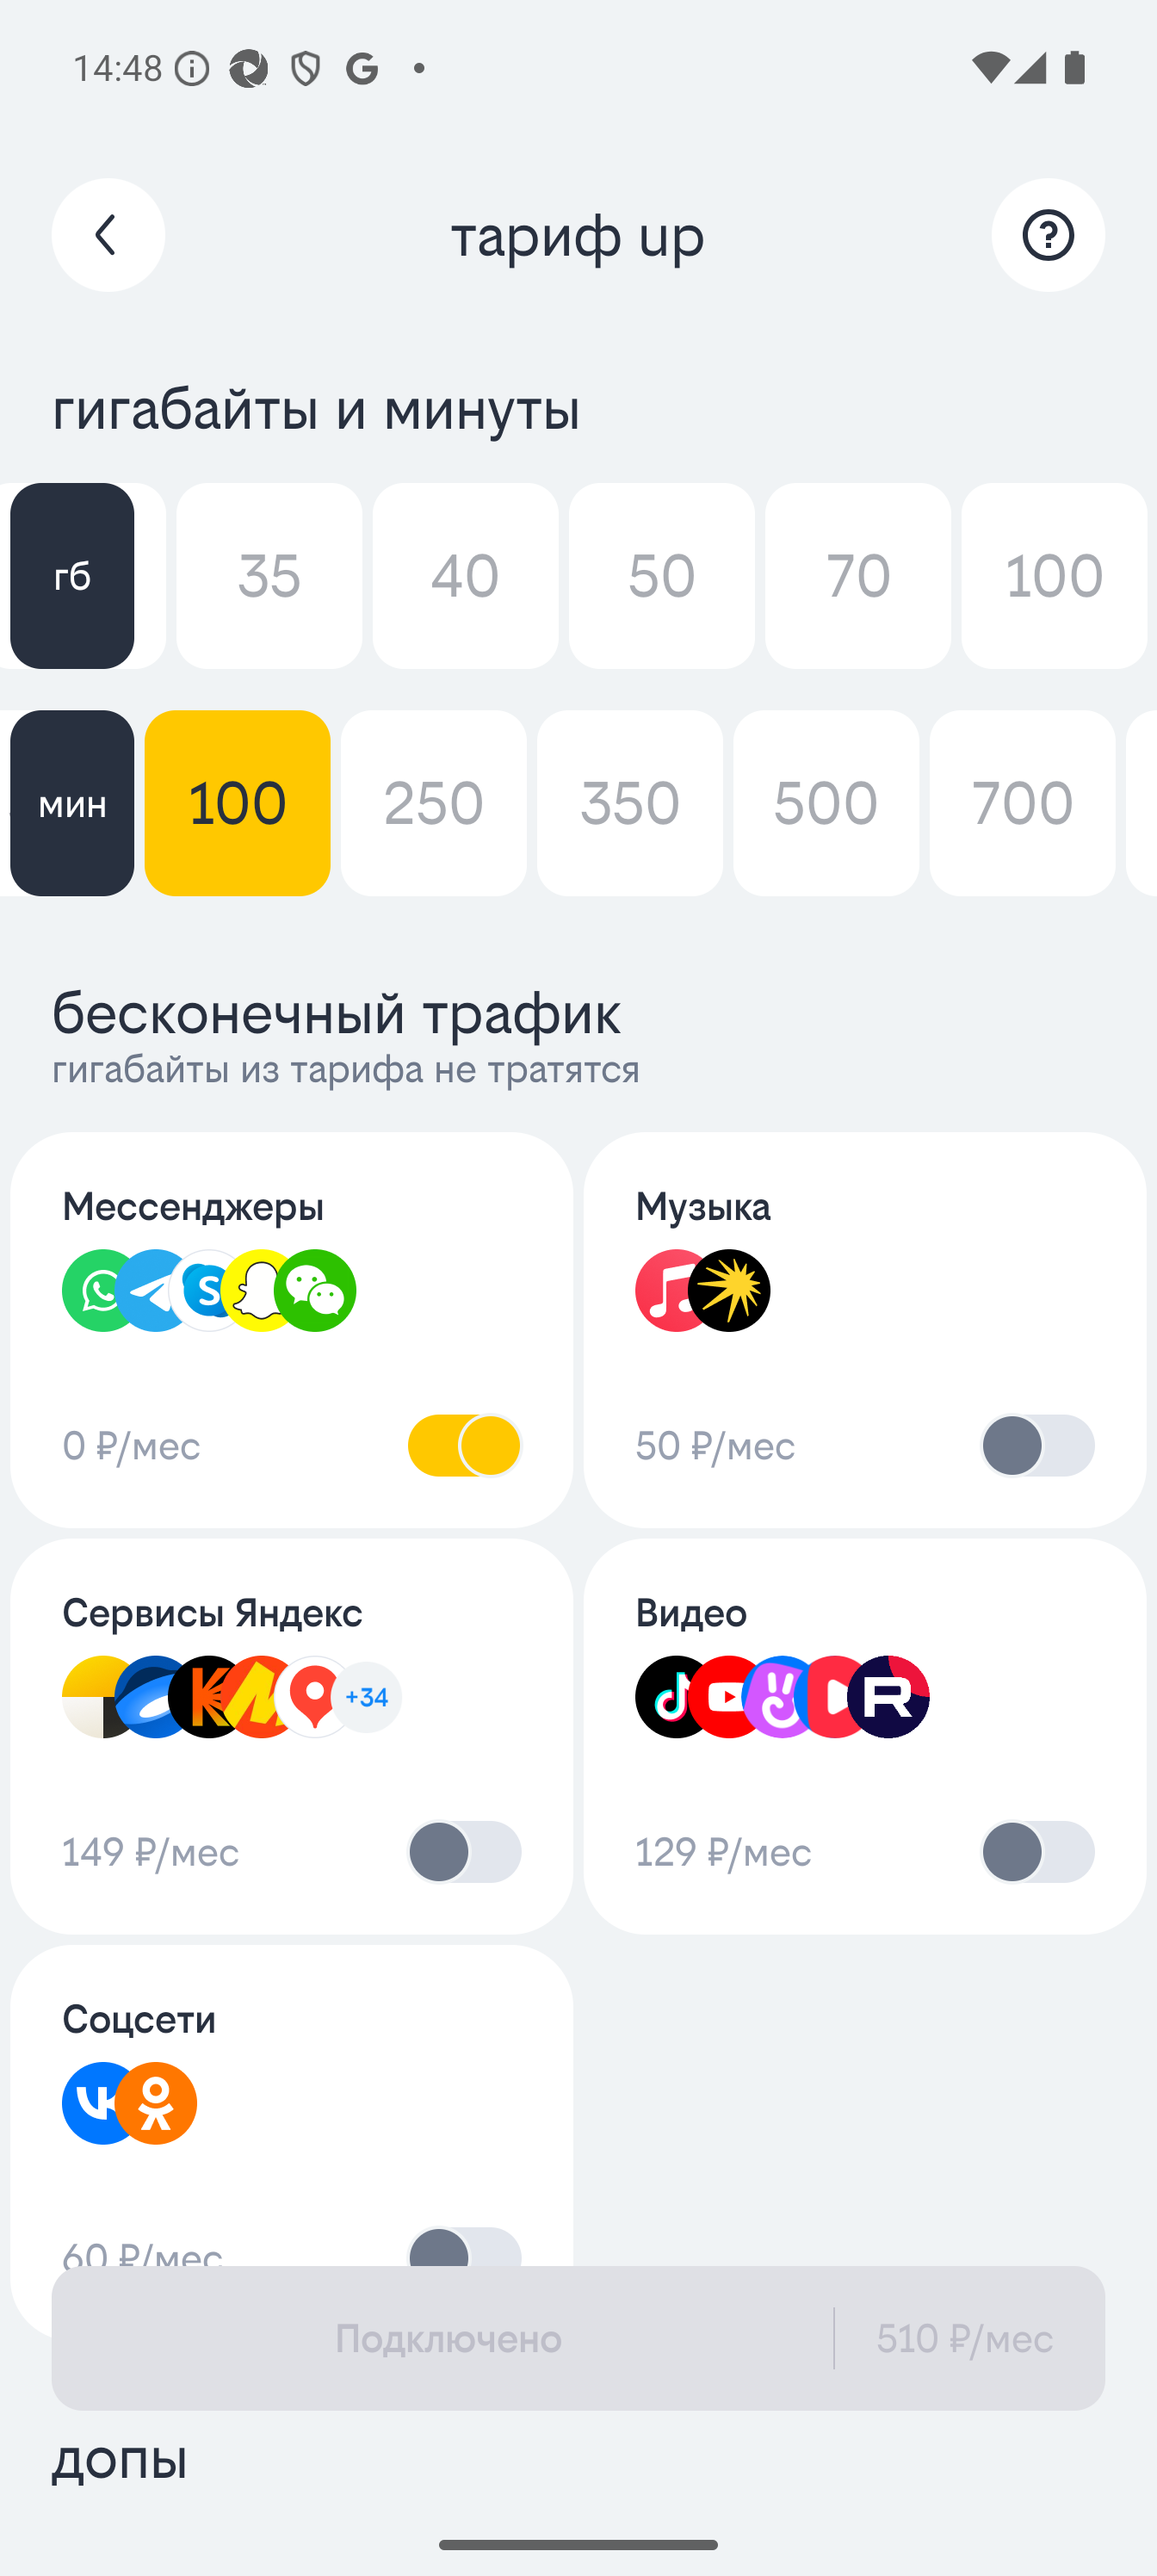 14:48
тариф up
гигабайты и минуты
гб 35 40 50 70 100
мин 100 250 350 500 700
бесконечный трафик
гигабайты из тарифа не тратятся
Мессенджеры
0 ₽/мес
Музыка
50 ₽/мес
Сервисы Яндекс
+34
149 ₽/мес
Видео
129 ₽/мес
Соцсети
60 ₽/мес
Подключено 510 ₽/мес
допы